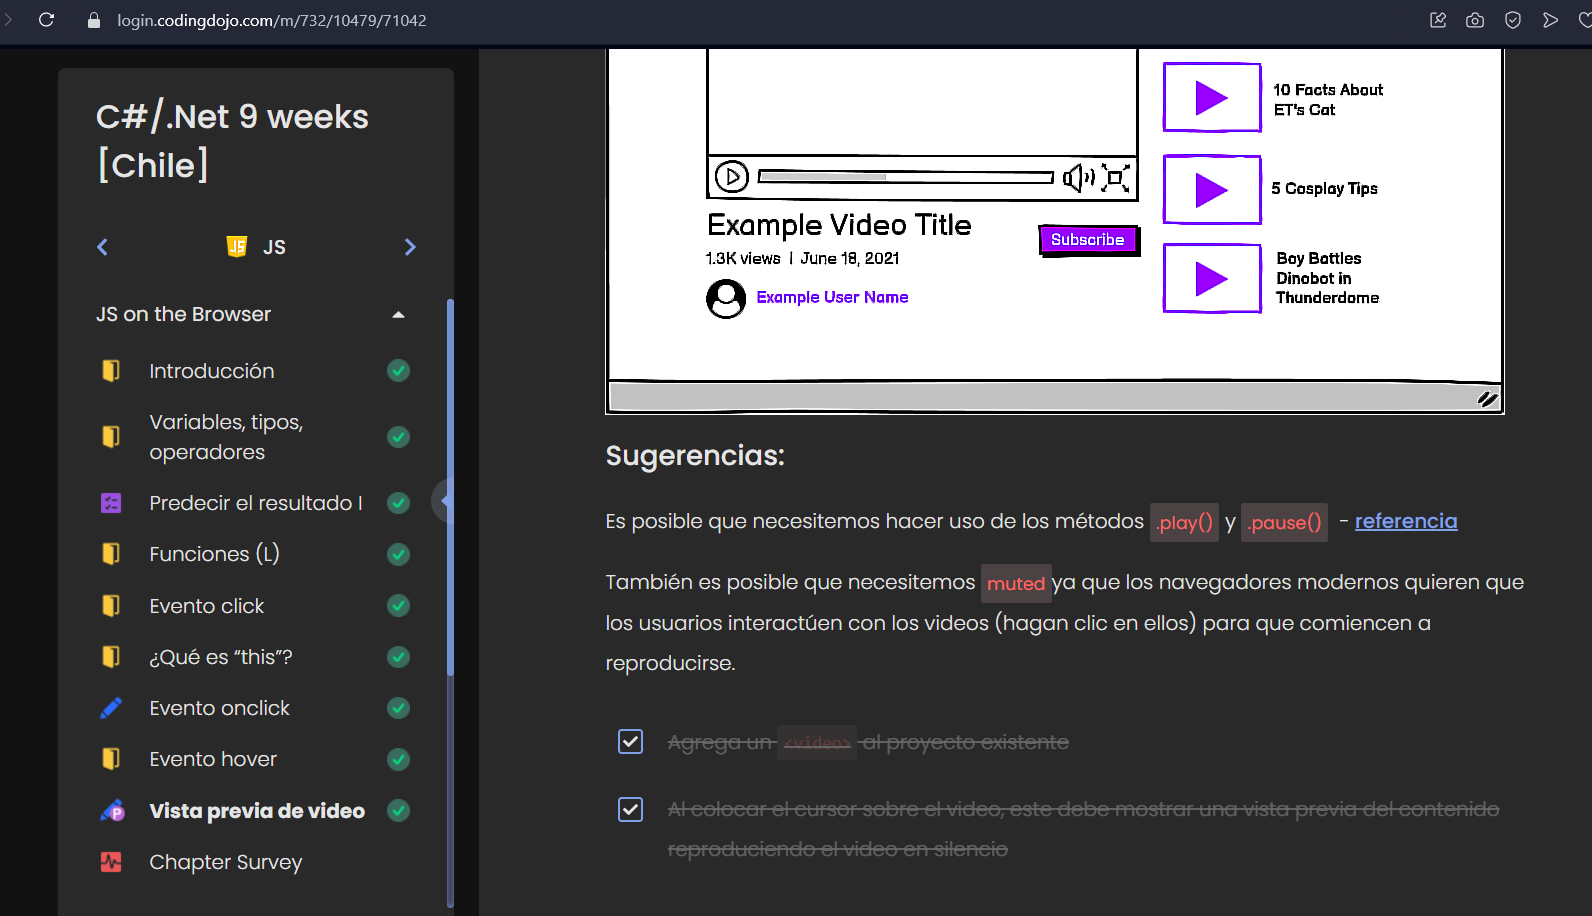 login.codingdojo.com/m/732/10479/71042
C#/.Net 9 weeks
[Chile]
JS
JS
JS on the Browser
Introducción
Variables, tipos,
operadores
Predecir el resultado I
Funciones (L)
Evento click
¿Qué es “this”?
Evento onclick
Evento hover
P
Vista previa de video
Chapter Survey
10 Facts About
ET's Cat
5 Cosplay Tips
Example Video Title
Subscribe
1.3K views | June 18, 2021
Example User Name
Boy Battles
Dinobot in
Thunderdome
Sugerencias:
Es posible que necesitemos hacer uso de los métodos .play() y .pause() - referencia
También es posible que necesitemos muted ya que los navegadores modernos quieren que
los usuarios interactúen con los videos (hagan clic en ellos) para que comiencen a
reproducirse.
Agrega un <video> al proyecto existente
Al colocar el cursor sobre el video, este debe mostrar una vista previa del contenido
reproduciendo el video en silencio